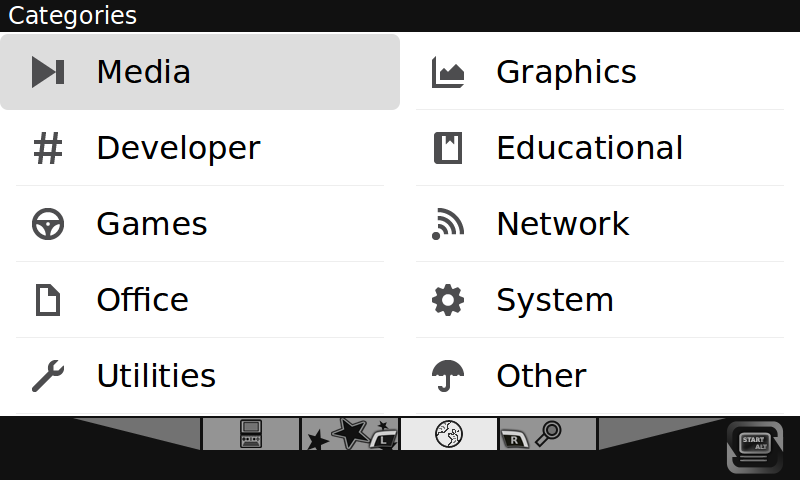 Categories
Media
Graphics
Developer
Educational
Games
Network
Office
System
Utilities
Other
L
R
START
ALT